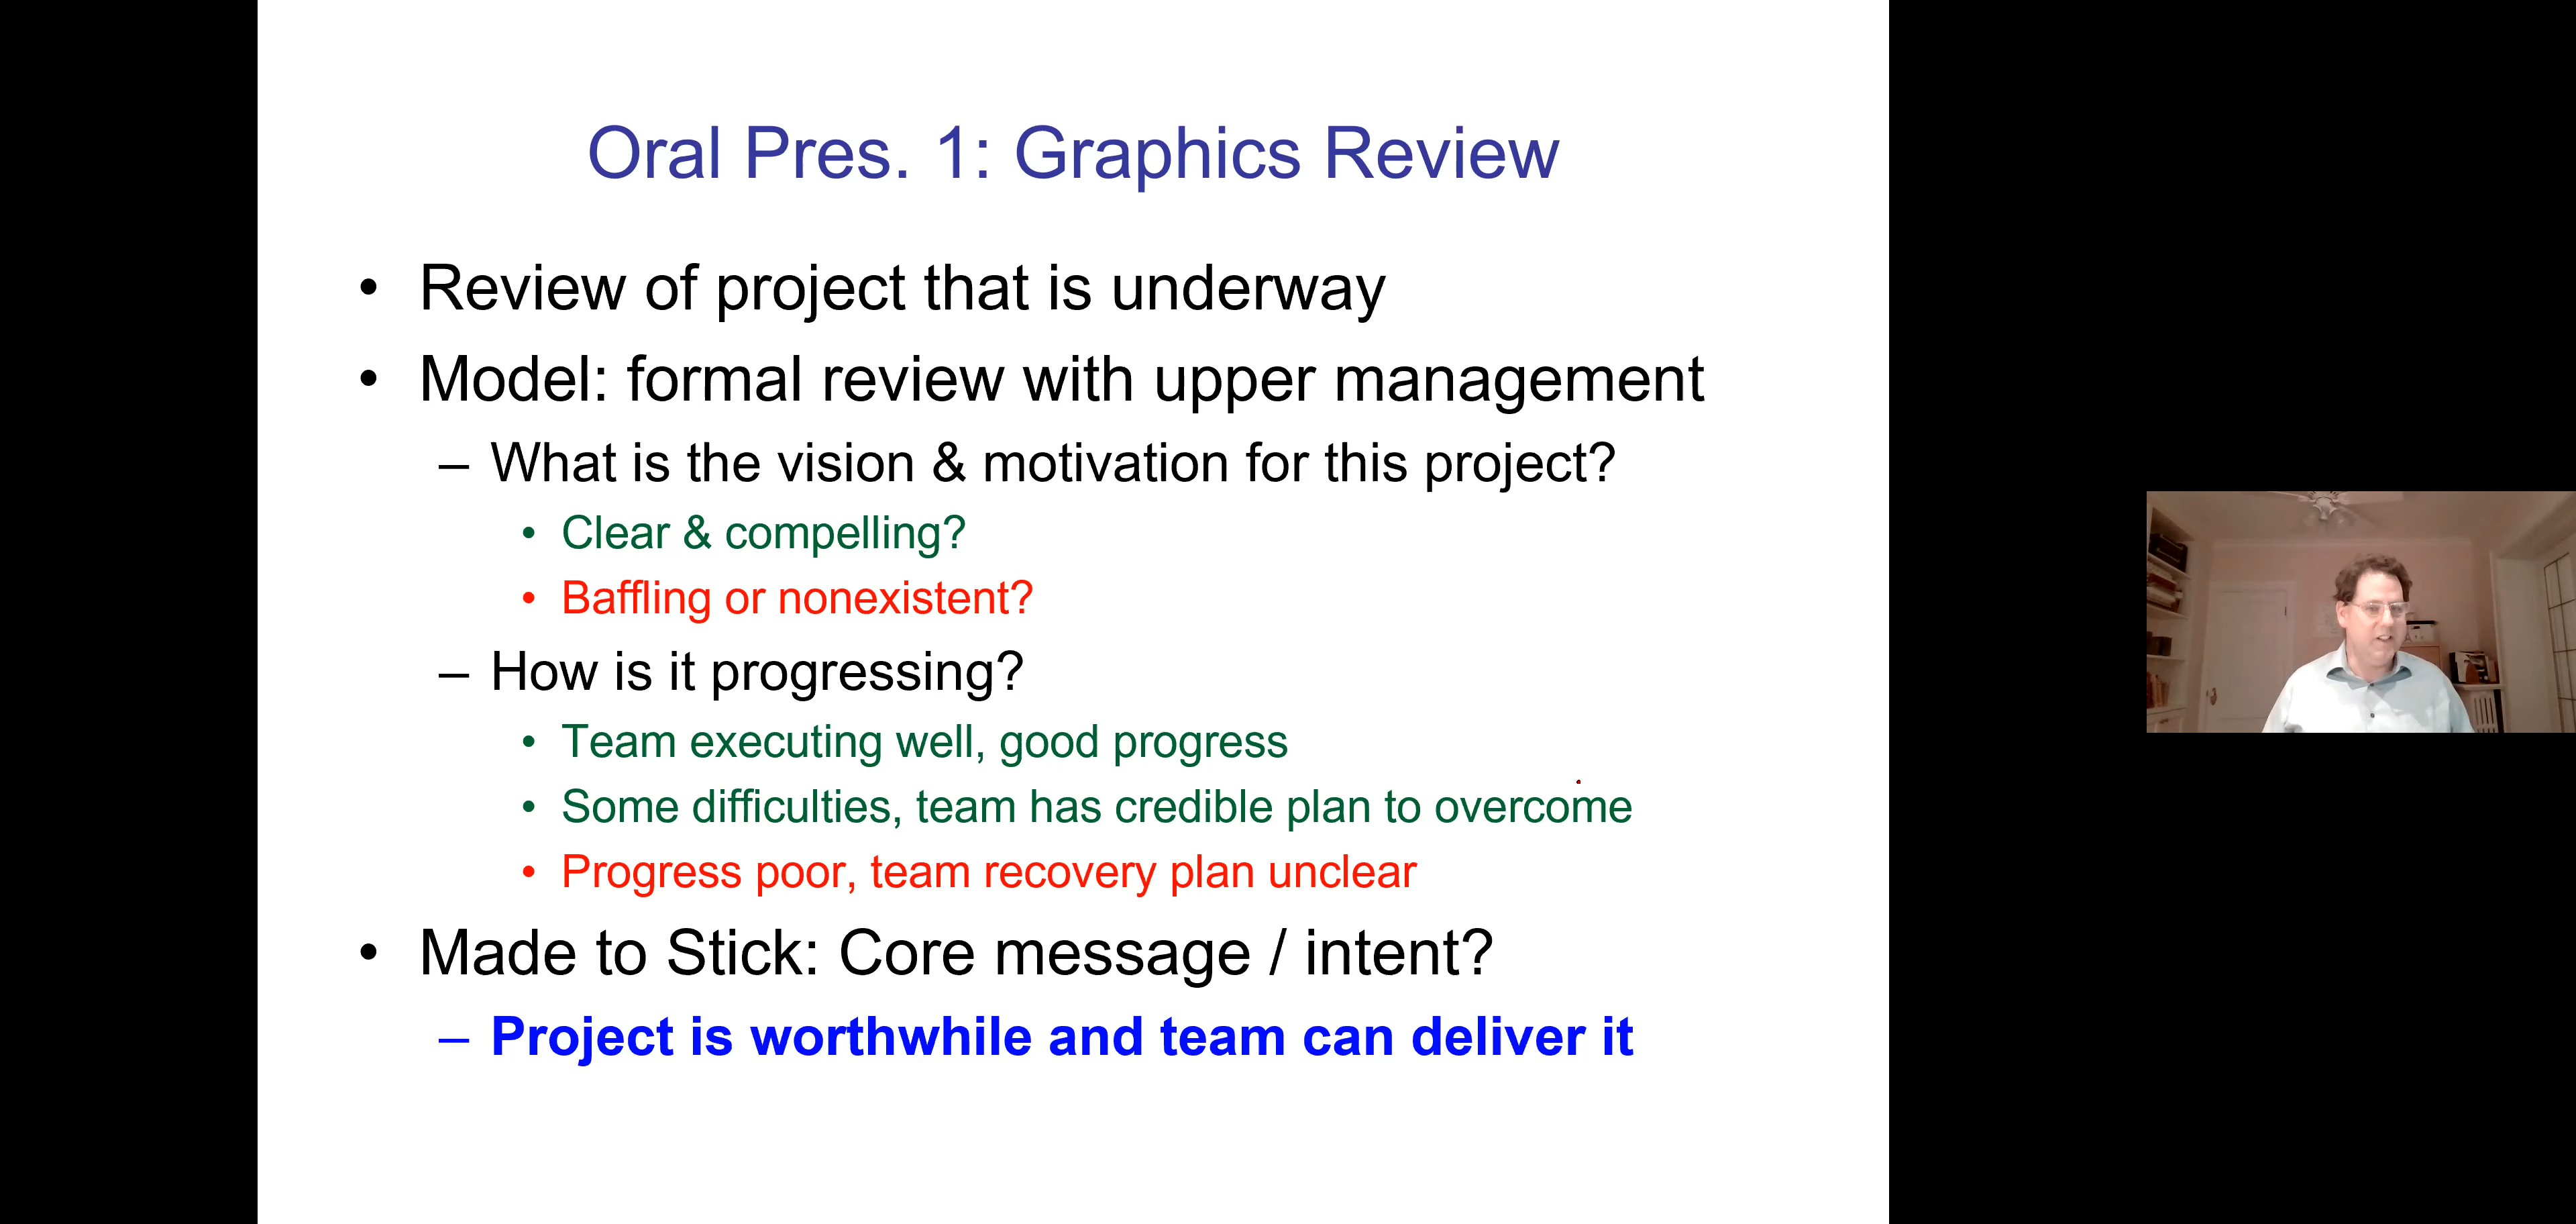 Oral Pres. 1: Graphics Review
• Review of project that is underway
• Model: formal review with upper management
– What is the vision & motivation for this project?
• Clear & compelling?
• Baffling or nonexistent?
– How is it progressing?
• Team executing well, good progress
• Some difficulties, team has credible plan to overcome
• Progress poor, team recovery plan unclear
• Made to Stick: Core message / intent?
– Project is worthwhile and team can deliver it